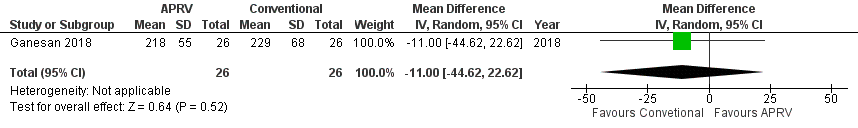 APRV Conventional Mean Difference Mean Difference
Study or Subgroup Mean SD Total Mean SD Total Weight IV, Random, 95% CI Year IV, Random, 95% CI
Ganesan 2018 218 55 26 229 68 26 100.0% -11.00 [-44.62, 22.62] 2018
Total (95% CI) 26 26 100.0% -11.00 [-44.62, 22.62]
Heterogeneity: Not applicable
Test for overall effect: Z = 0.64 (P = 0.52)
-50 -25 0 25 50
Favours Convetional Favours APRV